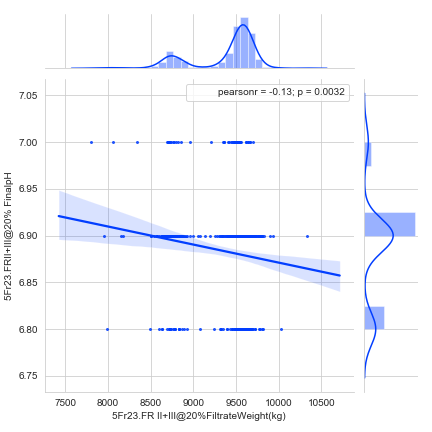 pearsonr = -0.13; p = 0.0032
7.05
7.00
6.95
6.90
6.85
6.80
6.75
5Fr23.FRII+III@20% FinalpH
7500 8000 8500 9000 9500 10000 10500
5Fr23.FR II+III@20%FiltrateWeight(kg)